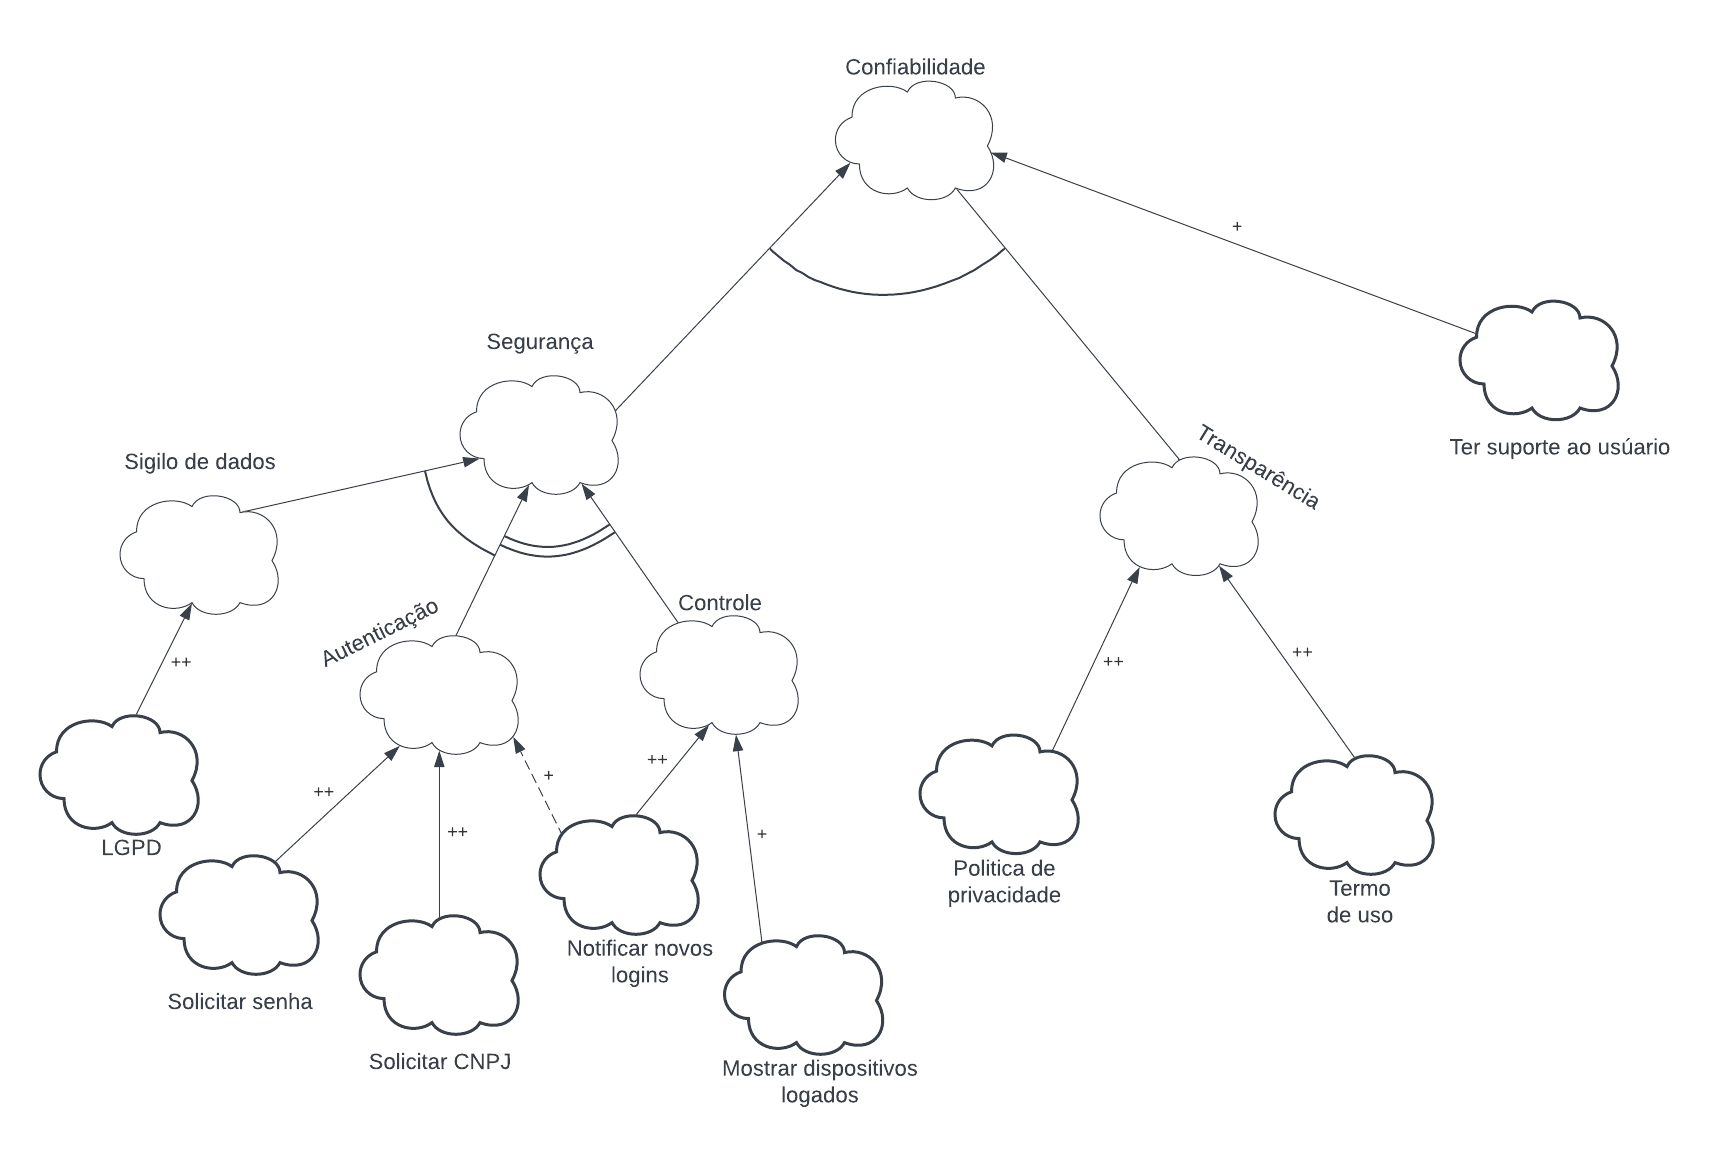 Confiabilidade
+
Segurança
Transparência
Ter suporte ao usúario
Sigilo de dados
Autenticação
Controle
++
++
++
++
++
+
++
++
+
LGPD
Politica de
privacidade
Termo
de uso
Notificar novos
logins
Solicitar senha
Solicitar CNPJ
Mostrar dispositivos
logados